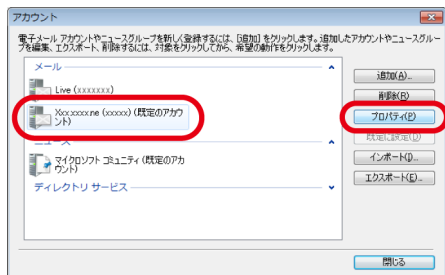 アカウント
電子メール アカウントやニュースグループを新しく登録するには、[追加] をクリックします。追加したアカウントやニュースグルー
プを編集、エクスポート、削除するには、対象をクリックしてから、希望の動作をクリックします。
メール
追加(A)...
Live (xxxxxxx)
削除(R)
Xxx.xxxx.ne (xxxxx) (既定のアカウ
ント)
プロパティ(P)
ニュース
既定に設定(D)
マイクロソフト コミュニティ (既定のアカ
ウント)
インポート(I)...
エクスポート(E)...
ディレクトリ サービス
閉じる